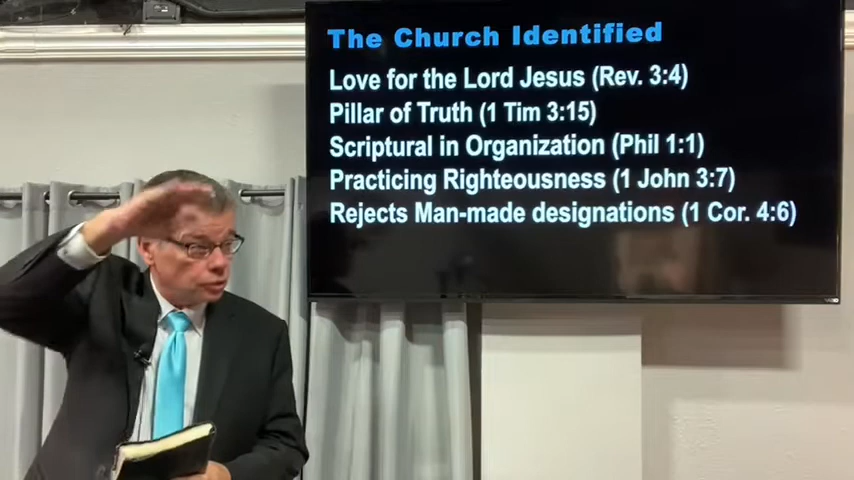 The Church Identified
Love for the Lord Jesus (Rev. 3:4)
Pillar of Truth (1 Tim 3:15)
Scriptural in Organization (Phil 1:1)
Practicing Righteousness (1 John 3:7)
Rejects Man-made designations (1 Cor. 4:6)